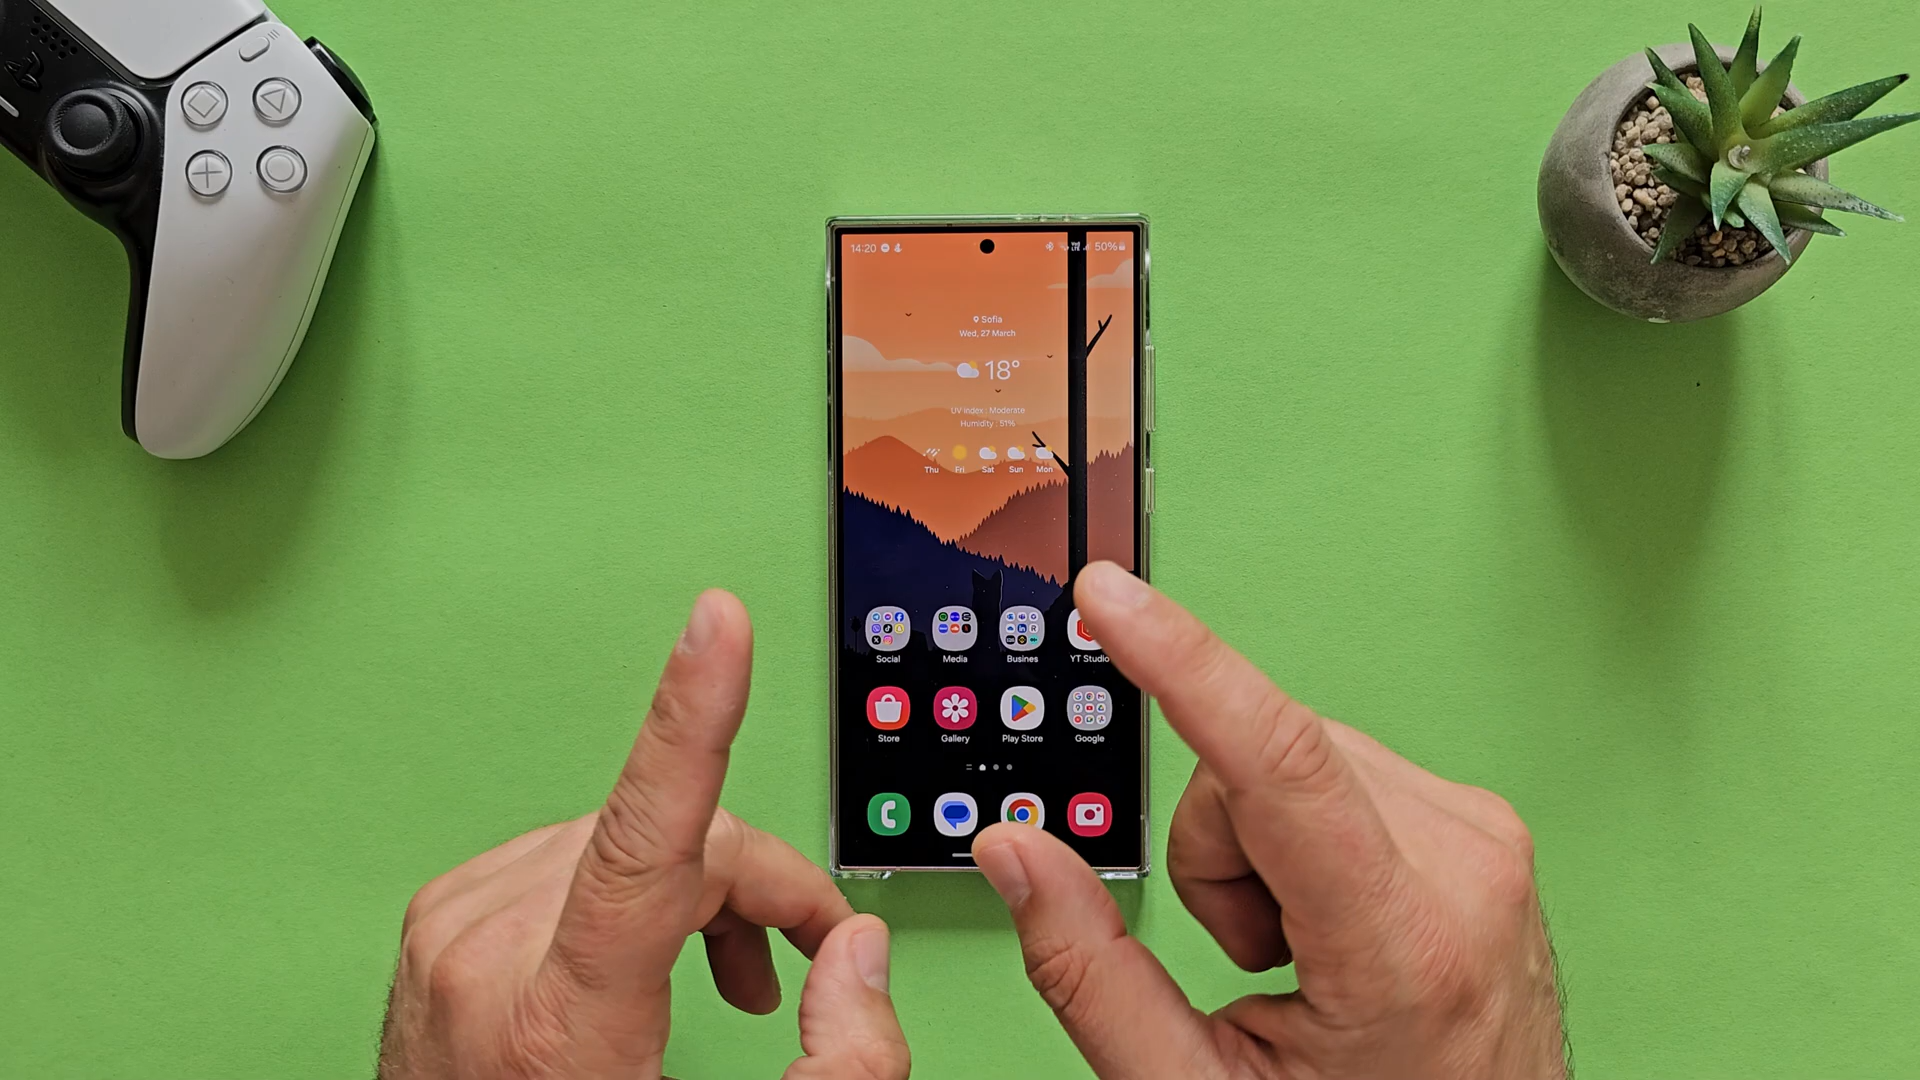 14:20
50%
Sofia
Wed, 27 March
18°
UV index : Moderate
Humidity : 51%
Thu Fri Sat Sun Mon
Social Media Busines YT Studio
Store Gallery Play Store Google